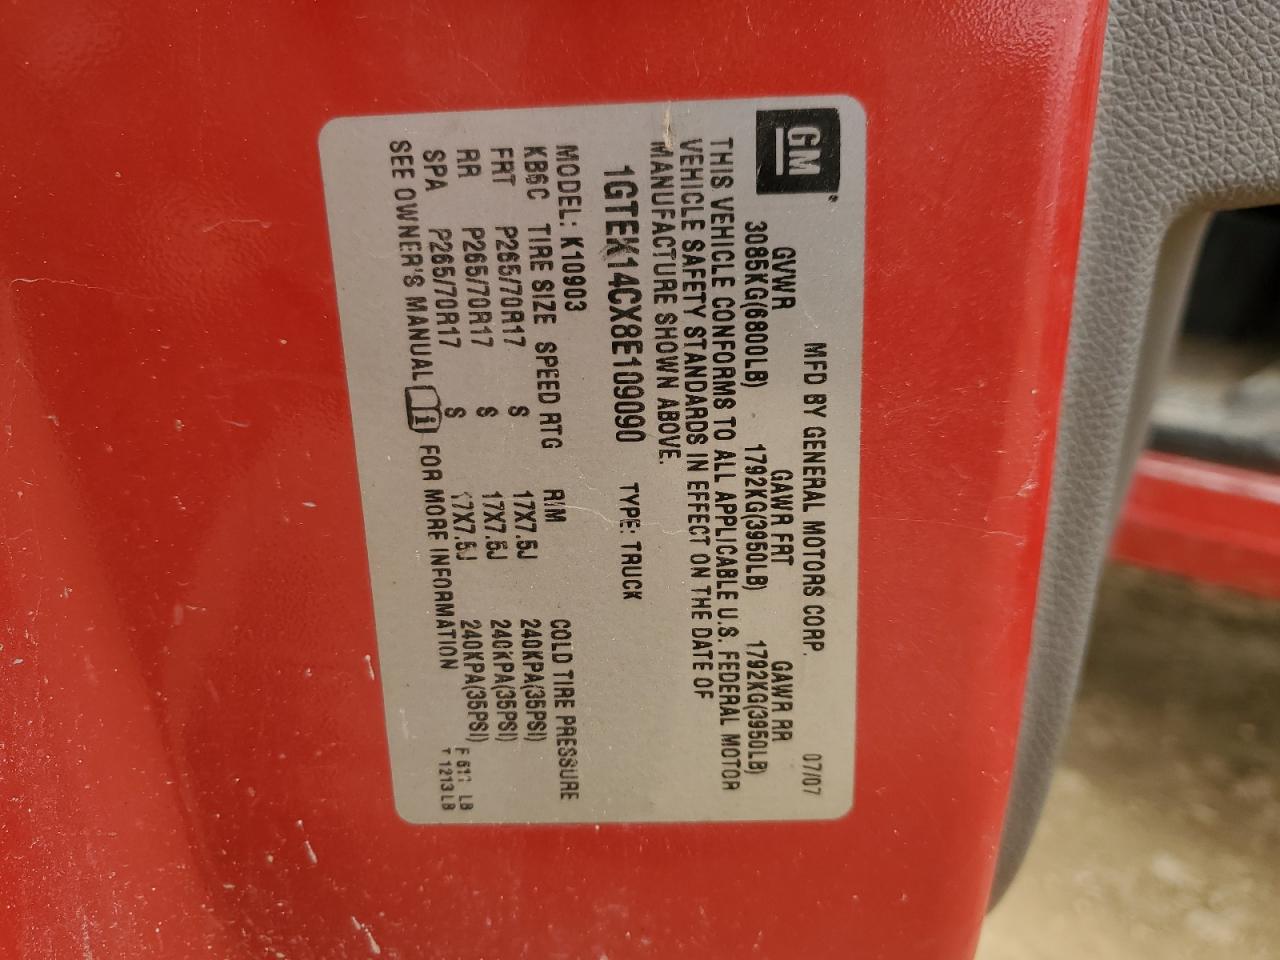 GM
MFD BY GENERAL MOTORS CORP. 07/07
GVWR GAWR FRT GAWR RR
3085KG(6800LB) 1792KG(3950LB) 1792KG(3950LB)
THIS VEHICLE CONFORMS TO ALL APPLICABLE U.S. FEDERAL MOTOR
VEHICLE SAFETY STANDARDS IN EFFECT ON THE DATE OF
MANUFACTURE SHOWN ABOVE.
1GTEK14CX8E109090 TYPE: TRUCK
MODEL: K10903
TIRE SIZE SPEED RTG RIM COLD TIRE PRESSURE
FRT P265/70R17 S 17X7.5J 240KPA(35PSI)
RR P265/70R17 S 17X7.5J 240KPA(35PSI)
SPA P265/70R17 S 17X7.5J 240KPA(35PSI)
SEE OWNER'S MANUAL FOR MORE INFORMATION
T 1213LB